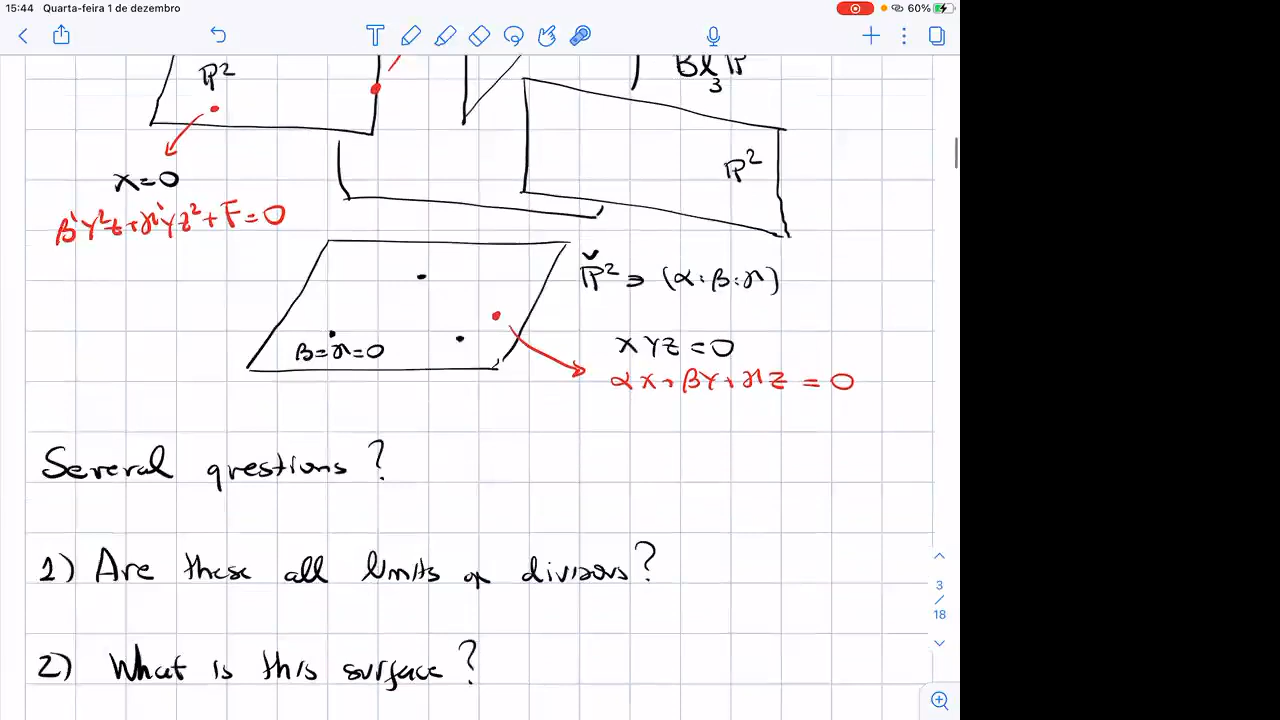 15:44 Quarta-feira 1 de dezembro
60%
P²
Bl₃ P
P²
x=0
β'Y²Z+γ'YZ²+F=0
P̌² ∋ (α:β:γ)
β=γ=0
XYZ=0
αX+βY+γZ=0
Several questions?
1) Are these all limits of divisors?
2) What is this surface?
3
/
18